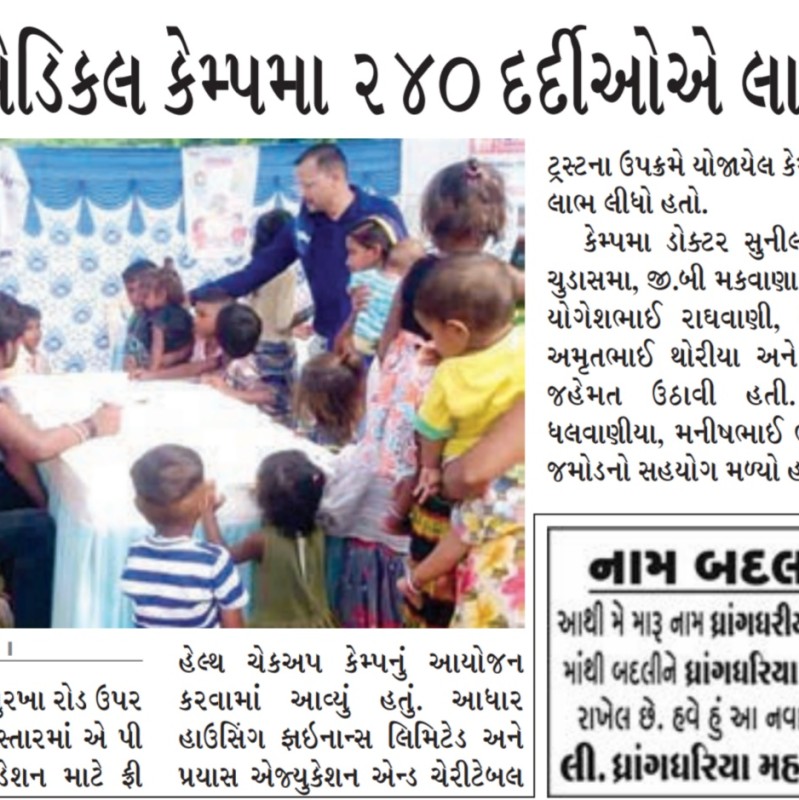 મેડિકલ કેમ્પમા ૨૪૦ દર્દીઓએ લા
હેલ્થ ચેકઅપ કેમ્પનું આયોજન
રખા રોડ ઉપર
કરવામાં આવ્યું હતું. આધાર
સ્તારમાં એ પી
હાઉસિંગ ફાઇનાન્સ લિમિટેડ અને
ડેશન માટે ફ્રી
પ્રયાસ એજ્યુકેશન એન્ડ ચેરીટેબલ
ટ્રસ્ટના ઉપક્રમે યોજાયેલ કે
લાભ લીધો હતો.
કેમ્પમા ડોક્ટર સુનીલ
ચુડાસમા, જી.બી મકવાણા
યોગેશભાઈ રાઘવાણી,
અમૃતભાઈ થોરીયા અને
જહેમત ઉઠાવી હતી.
ધલવાણીયા, મનીષભાઈ
જમોડનો સહયોગ મળ્યો હ
નામ બદલ
આથી મે મારૂ નામ ધ્રાંગધરીય
માંથી બદલીને ધ્રાંગધરિયા
રાખેલ છે. હવે હું આ નવા
લી. ધ્રાંગધરિયા મહ